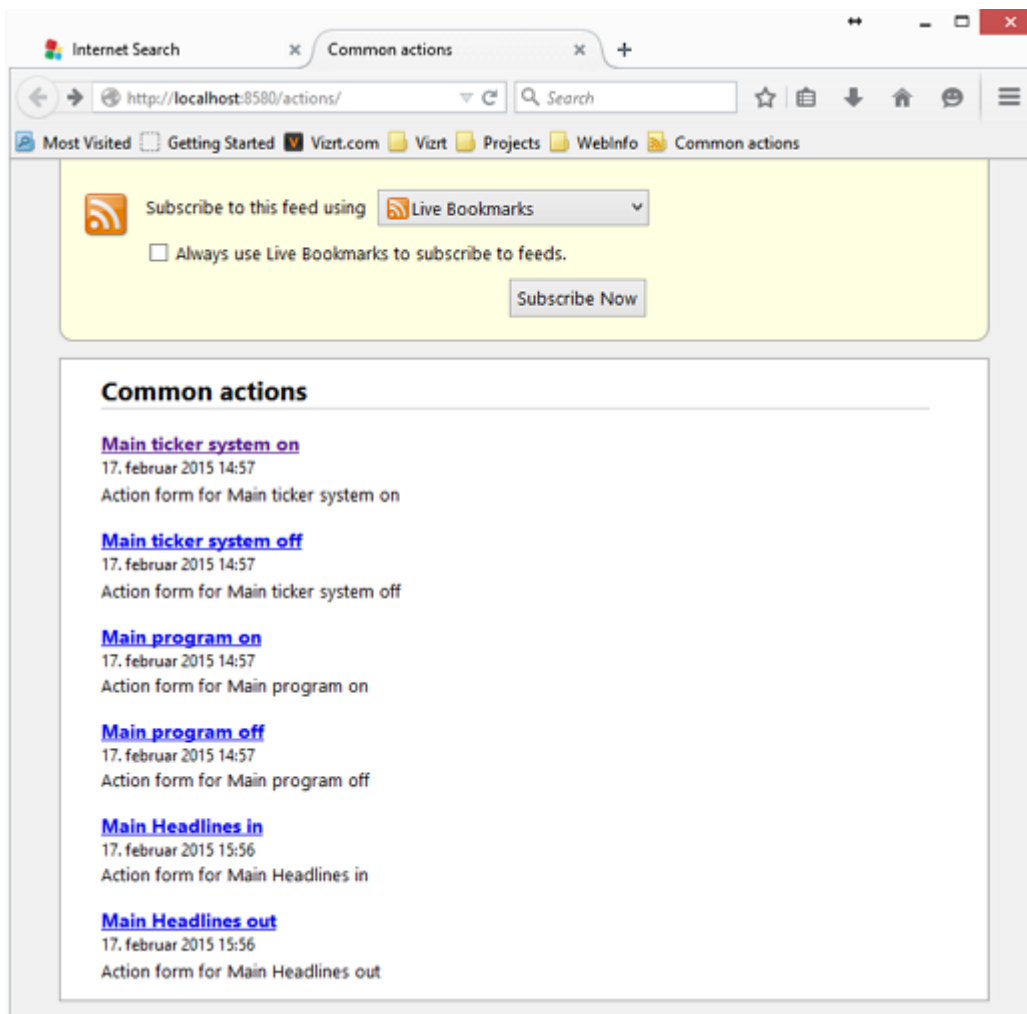 Internet Search
Common actions
http://localhost:8580/actions/
Search
Most Visited Getting Started Vizrt.com Vizrt Projects WebInfo Common actions
Subscribe to this feed using Live Bookmarks
Always use Live Bookmarks to subscribe to feeds.
Subscribe Now
Common actions
Main ticker system on
17. februar 2015 14:57
Action form for Main ticker system on
Main ticker system off
17. februar 2015 14:57
Action form for Main ticker system off
Main program on
17. februar 2015 14:57
Action form for Main program on
Main program off
17. februar 2015 14:57
Action form for Main program off
Main Headlines in
17. februar 2015 15:56
Action form for Main Headlines in
Main Headlines out
17. februar 2015 15:56
Action form for Main Headlines out